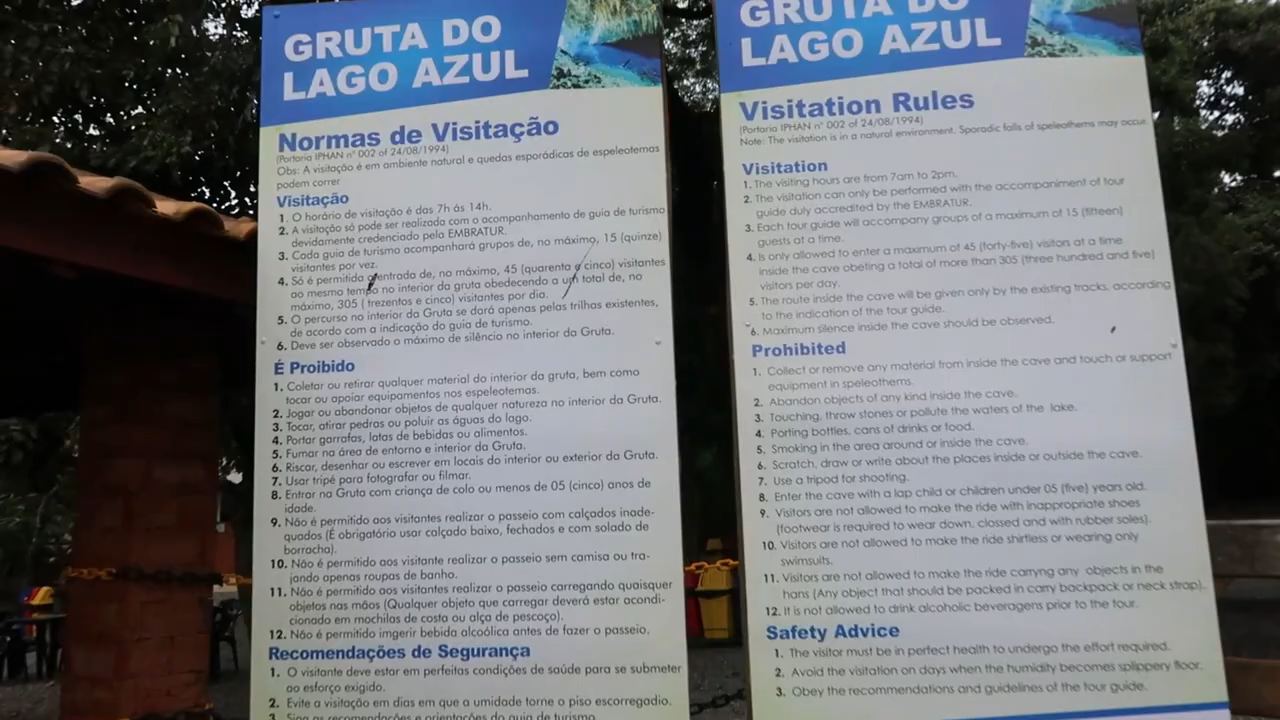 GRUTA DO
LAGO AZUL
Normas de Visitação
(Portaria IPHAN nº 002 of 24/08/1994)
Obs: A visitação é em ambiente natural e quedas esporádicas de espeleotemas
podem correr
Visitação
1. O horário de visitação é das 7h ás 14h.
2. A visitação só pode ser realizada com o acompanhamento de guia de turismo
devidamente credenciado pela EMBRATUR.
3. Cada guia de turismo acompanhará grupos de, no máximo, 15 (quinze)
visitantes por vez.
4. Só é permitida a entrada de, no máximo, 45 (quarenta e cinco) visitantes
ao mesmo tempo no interior da gruta obedecendo a um total de, no
máximo, 305 ( trezentos e cinco) visitantes por dia.
5. O percurso no interior da Gruta se dará apenas pelas trilhas existentes,
de acordo com a indicação do guia de turismo.
6. Deve ser observado o máximo de silêncio no interior da Gruta.
É Proibido
1. Coletar ou retirar qualquer material do interior da gruta, bem como
tocar ou apoiar equipamentos nos espeleotemas.
2. Jogar ou abandonar objetos de qualquer natureza no interior da Gruta.
3. Tocar, atirar pedras ou poluir as águas do lago.
4. Portar garrafas, latas de bebidas ou alimentos.
5. Fumar na área de entorno e interior da Gruta.
6. Riscar, desenhar ou escrever em locais do interior ou exterior da Gruta.
7. Usar tripé para fotografar ou filmar.
8. Entrar na Gruta com criança de colo ou menos de 05 (cinco) anos de
idade.
9. Não é permitido aos visitantes realizar o passeio com calçados inade-
quados (É obrigatório usar calçado baixo, fechados e com solado de
borracha).
10. Não é permitido ao visitante realizar o passeio sem camisa ou tra-
jando apenas roupas de banho.
11. Não é permitido aos visitantes realizar o passeio carregando quaisquer
objetos nas mãos (Qualquer objeto que carregar deverá estar acondi-
cionado em mochilas de costa ou alça de pescoço).
12. Não é permitido imgerir bebida alcoólica antes de fazer o passeio.
Recomendações de Segurança
1. O visitante deve estar em perfeitas condições de saúde para se submeter
ao esforço exigido.
2. Evite a visitação em dias em que a umidade torne o piso escorregadio.
3. Siga as recomendações e orientações do guia de turismo.
GRUTA DO
LAGO AZUL
Visitation Rules
(Portaria IPHAN nº 002 of 24/08/1994)
Note: The visitation is in a natural environment. Sporadic falls of speleothems may occur.
Visitation
1. The visiting hours are from 7am to 2pm.
2. The visitation can only be performed with the accompaniment of tour
guide duly accredited by the EMBRATUR.
3. Each tour guide will accompany groups of a maximum of 15 (fifteen)
guests at a time.
4. Is only allowed to enter a maximum of 45 (forty-five) visitors at a time
inside the cave obeting a total of more than 305 (three hundred and five)
visitors per day.
5. The route inside the cave will be given only by the existing tracks, according
to the indication of the tour guide.
6. Maximum silence inside the cave should be observed.
Prohibited
1. Collect or remove any material from inside the cave and touch or support
equipment in speleothems.
2. Abandon objects of any kind inside the cave.
3. Touching, throw stones or pollute the waters of the lake.
4. Porting bottles, cans of drinks or food.
5. Smoking in the area around or inside the cave.
6. Scratch, draw or write about the places inside or outside the cave.
7. Use a tripod for shooting.
8. Enter the cave with a lap child or children under 05 (five) years old.
9. Visitors are not allowed to make the ride with inappropriate shoes
(footwear is required to wear down, clossed and with rubber soles).
10. Visitors are not allowed to make the ride shirtless or wearing only
swimsuits.
11. Visitors are not allowed to make the ride carryng any objects in the
hans (Any object that should be packed in carry backpack or neck strap).
12. It is not allowed to drink alcoholic beveragens prior to the tour.
Safety Advice
1. The visitor must be in perfect health to undergo the effort required.
2. Avoid the visitation on days when the humidity becomes splippery floor.
3. Obey the recommendations and guidelines of the tour guide.